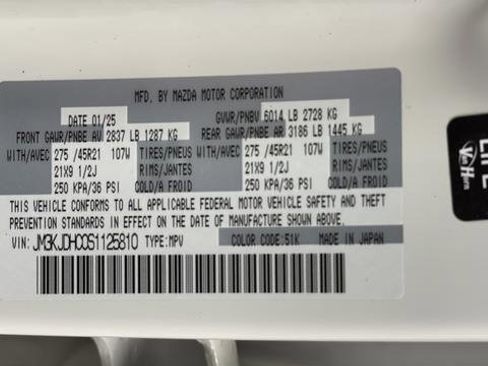 MFD. BY MAZDA MOTOR CORPORATION
DATE 01/25 GVWR/PNBV 6014 LB 2728 KG
FRONT GAWR/PNBE AV 2837 LB 1287 KG REAR GAWR/PNBE AR 3186 LB 1445 KG
WITH/AVEC 275 /45R21 107W TIRES/PNEUS WITH/AVEC 275 /45R21 107W TIRES/PNEUS
21X9 1/2J RIMS/JANTES 21X9 1/2J RIMS/JANTES
250 KPA/36 PSI COLD/A FROID 250 KPA/36 PSI COLD/A FROID
THIS VEHICLE CONFORMS TO ALL APPLICABLE FEDERAL MOTOR VEHICLE SAFETY AND THEFT
PREVENTION STANDARDS IN EFFECT ON THE DATE OF MANUFACTURE SHOWN ABOVE.
VIN: JM3KJDHC0S1125810 TYPE:MPV COLOR CODE:51K MADE IN JAPAN